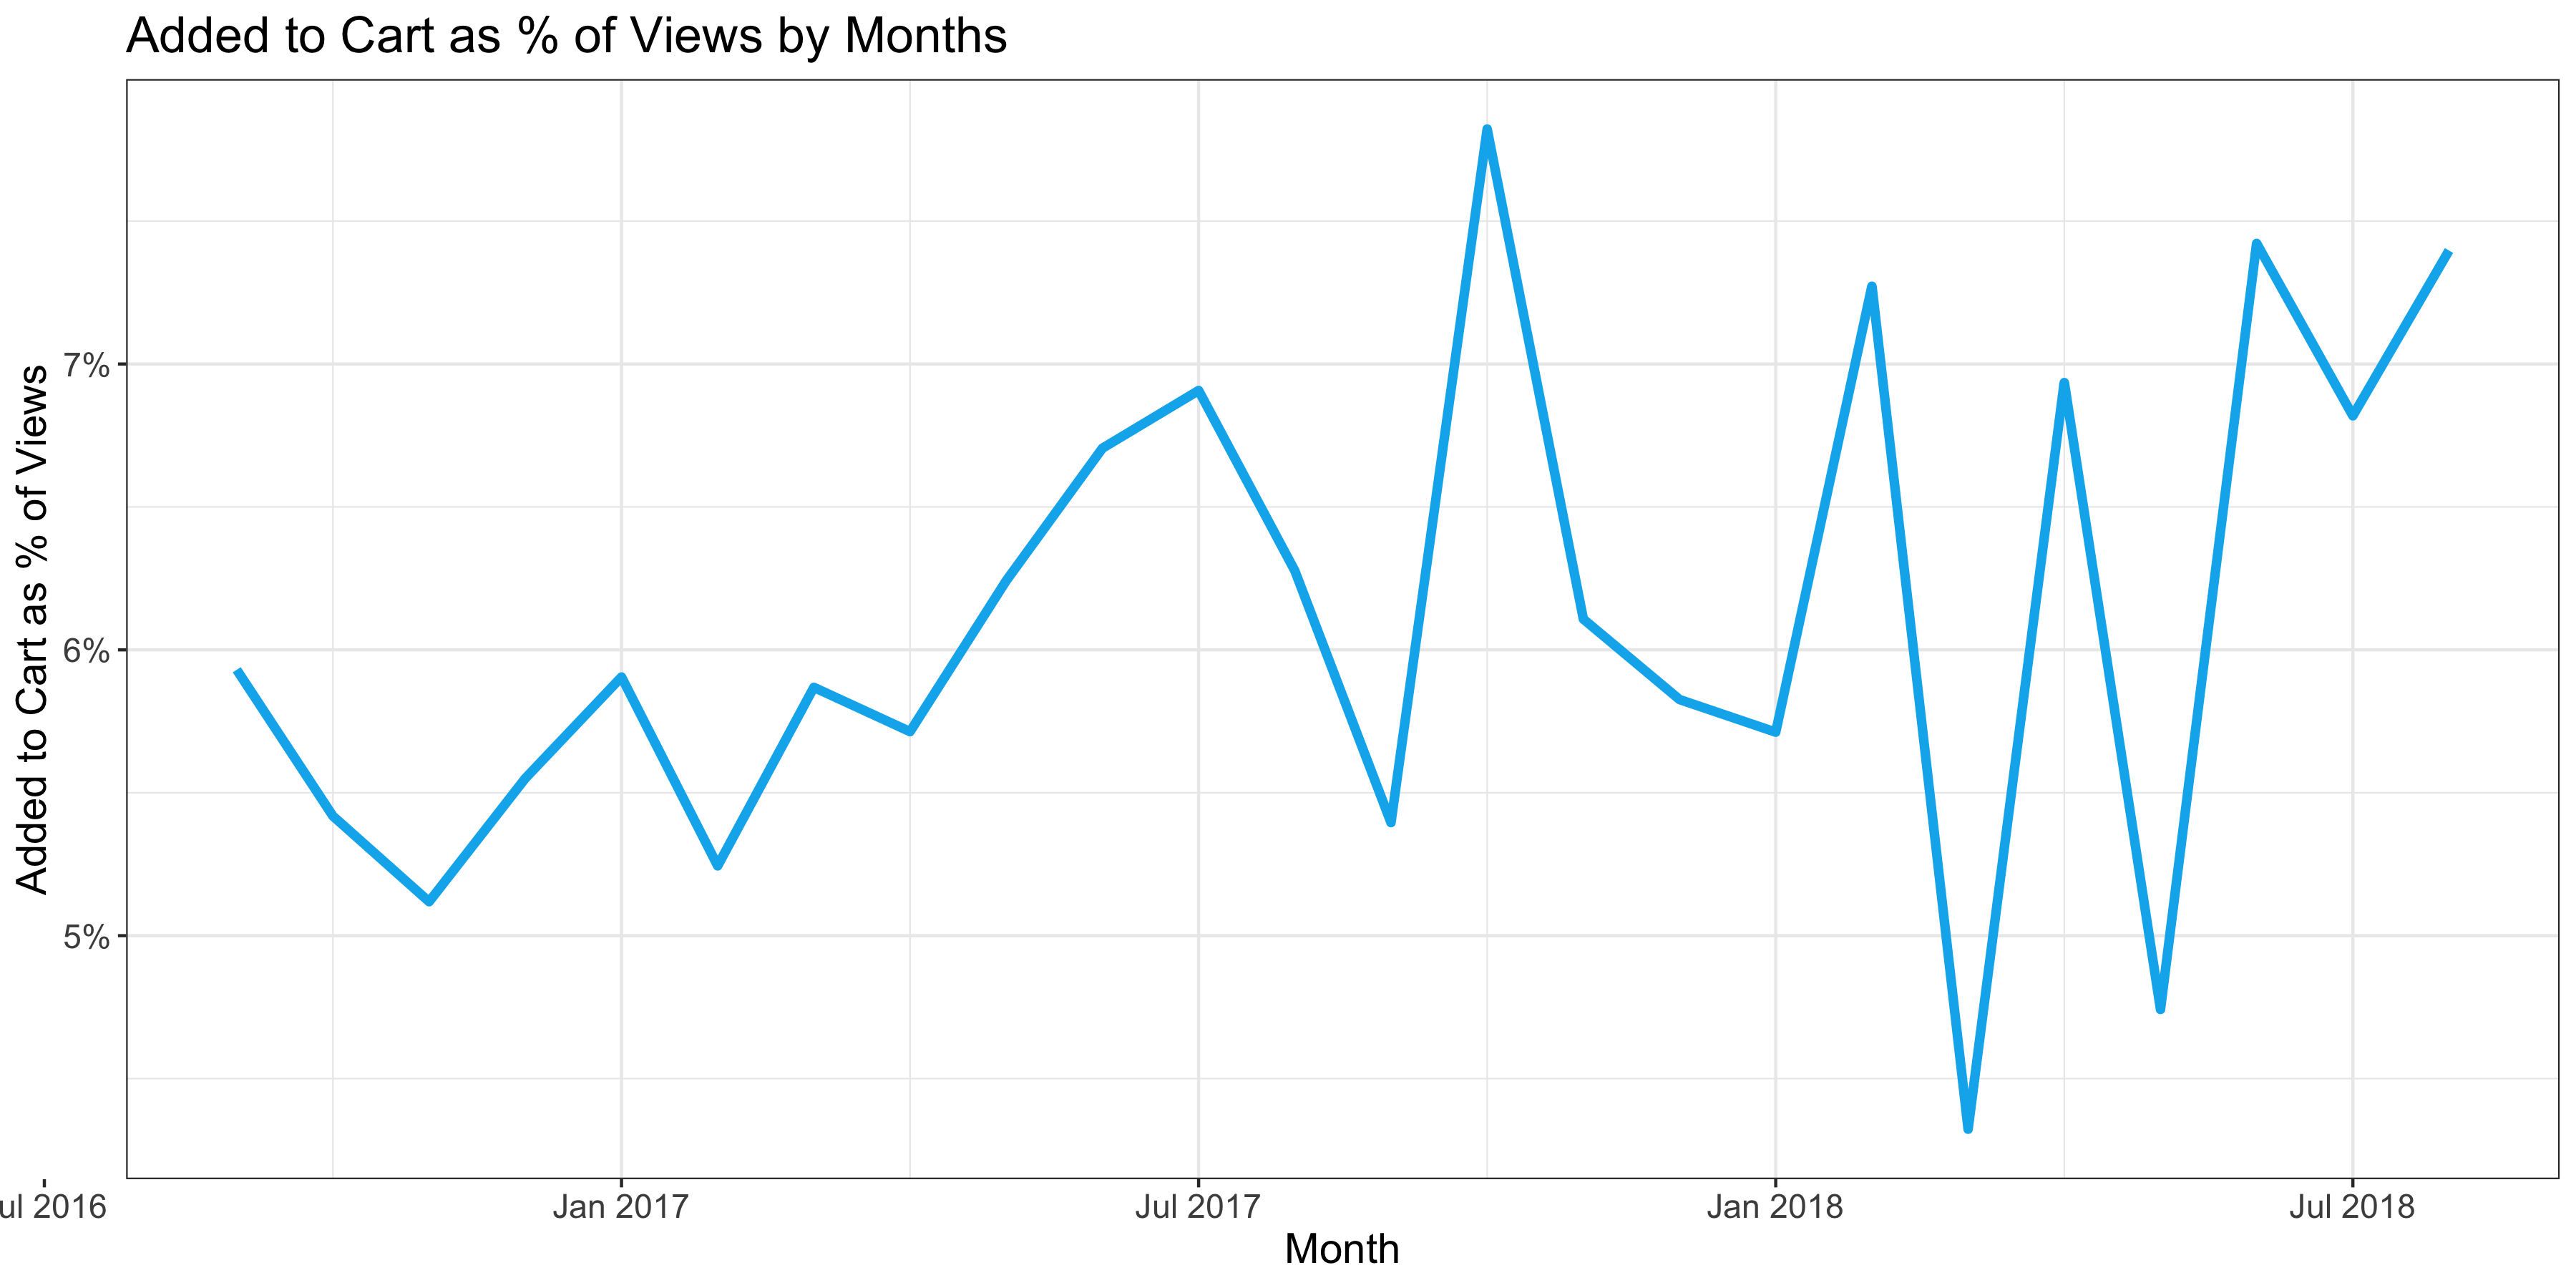 Added to Cart as % of Views by Months
Added to Cart as % of Views
7%
6%
5%
ul 2016
Jan 2017
Jul 2017
Jan 2018
Jul 2018
Month